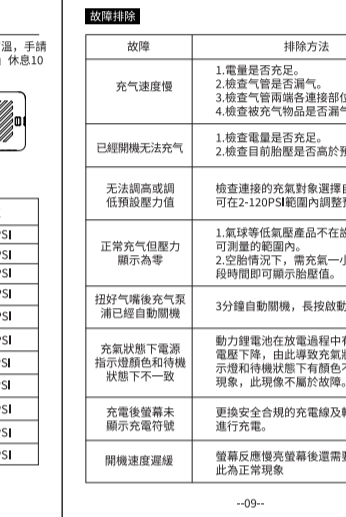 溫，手請
休息10
PSI
PSI
PSI
PSI
PSI
PSI
PSI
PSI
PSI
故障排除
故障
排除方法
充气速度慢
1.電量是否充足。
2.檢查气管是否漏气。
3.檢查气管兩端各連接部位
4.檢查被充气物品是否漏气
已經開機无法充气
1.檢查電量是否充足。
2.檢查目前胎壓是否高於預
无法調高或調
低預設壓力值
檢查連接的充氣對象選擇
可在2-120PSI範圍內調整
正常充气但壓力
顯示為零
1.氣球等低氣壓產品不在
可測量的範圍內。
2.空胎情況下，需充氣一小
段時間即可顯示胎壓值。
扭好气嘴後充气泵
浦已經自動關機
3分鐘自動關機，長按啟動
充氣狀態下電源
指示燈顏色和待機
狀態下不一致
動力鋰電池在放電過程中有
電壓下降，由此導致充氣
示燈和待機狀態下有顏色不
現象，此現像不屬於故障。
充電後螢幕未
顯示充電符號
更換安全合規的充電線及
進行充電。
開機速度遲緩
螢幕反應慢亮螢幕後還需
此為正常現象
--09--